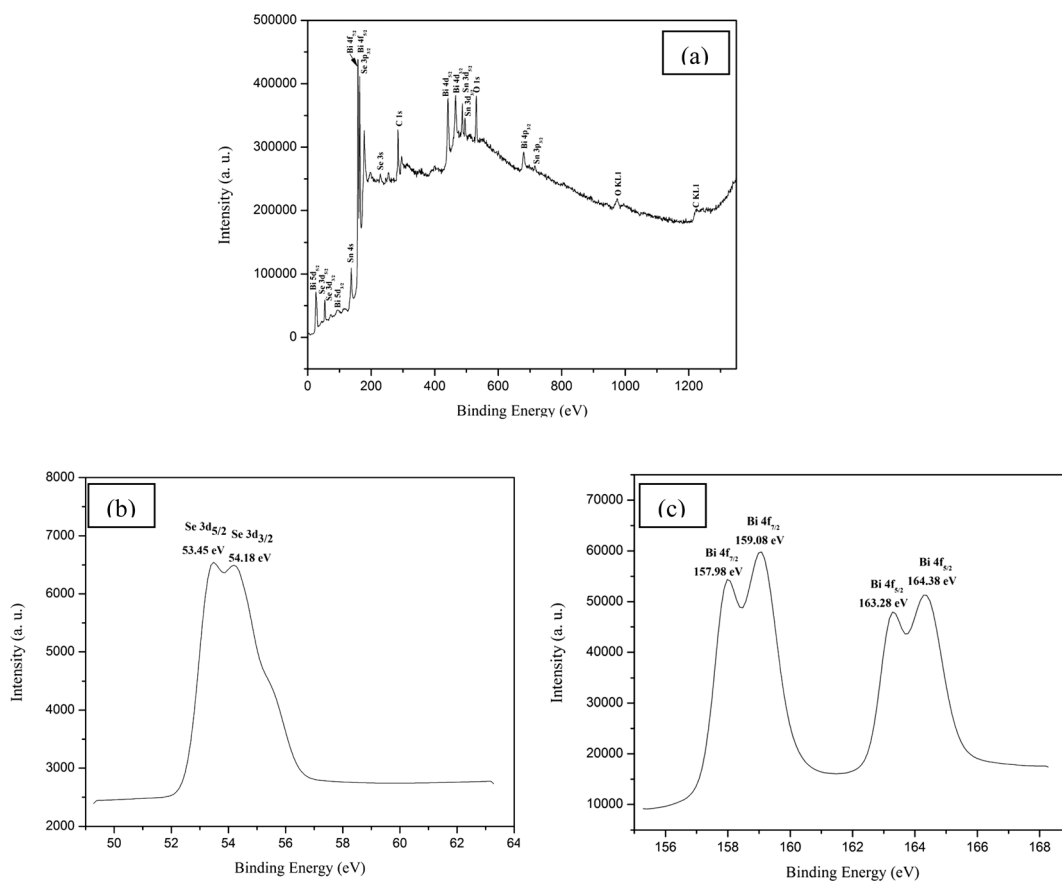 (a)
500000
400000
300000
200000
100000
0
Intensity (a. u.)
Bi 5d5/2
Se 3d5/2
Se 3d3/2
Bi 5d3/2
Sn 4s
Bi 4f7/2
Bi 4f5/2
Se 3p3/2
Se 3s
C 1s
Bi 4d5/2
Bi 4d3/2
Sn 3d5/2
Sn 3d3/2
O 1s
Bi 4p3/2
Sn 3p3/2
O KL1
C KL1
0 200 400 600 800 1000 1200
Binding Energy (eV)
(b)
8000
7000
6000
5000
4000
3000
2000
Intensity (a. u.)
Se 3d5/2
53.45 eV
Se 3d3/2
54.18 eV
50 52 54 56 58 60 62 64
Binding Energy (eV)
(c)
70000
60000
50000
40000
30000
20000
10000
Intensity (a. u.)
Bi 4f7/2
157.98 eV
Bi 4f7/2
159.08 eV
Bi 4f5/2
163.28 eV
Bi 4f5/2
164.38 eV
156 158 160 162 164 166 168
Binding Energy (eV)